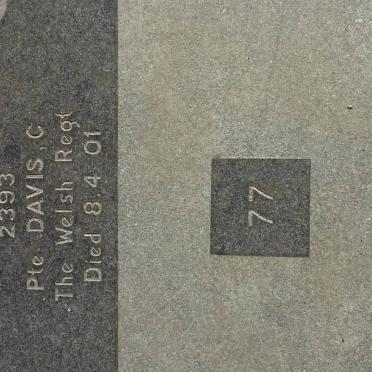 2393
Pte DAVIS, C
The Welsh Regt
Died 8.4 01
77